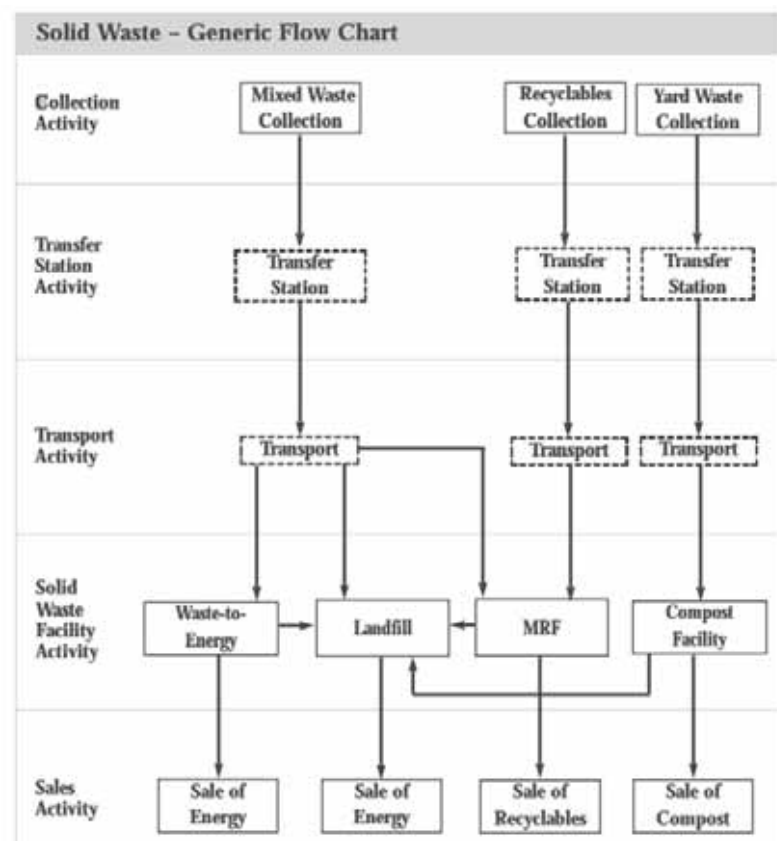 Solid Waste – Generic Flow Chart
Collection
Activity
Mixed Waste
Collection
Recyclables
Collection
Yard Waste
Collection
Transfer
Station
Activity
Transfer
Station
Transfer
Station
Transfer
Station
Transport
Activity
Transport
Transport
Transport
Solid
Waste
Facility
Activity
Waste-to-
Energy
Landfill
MRF
Compost
Facility
Sales
Activity
Sale of
Energy
Sale of
Energy
Sale of
Recyclables
Sale of
Compost